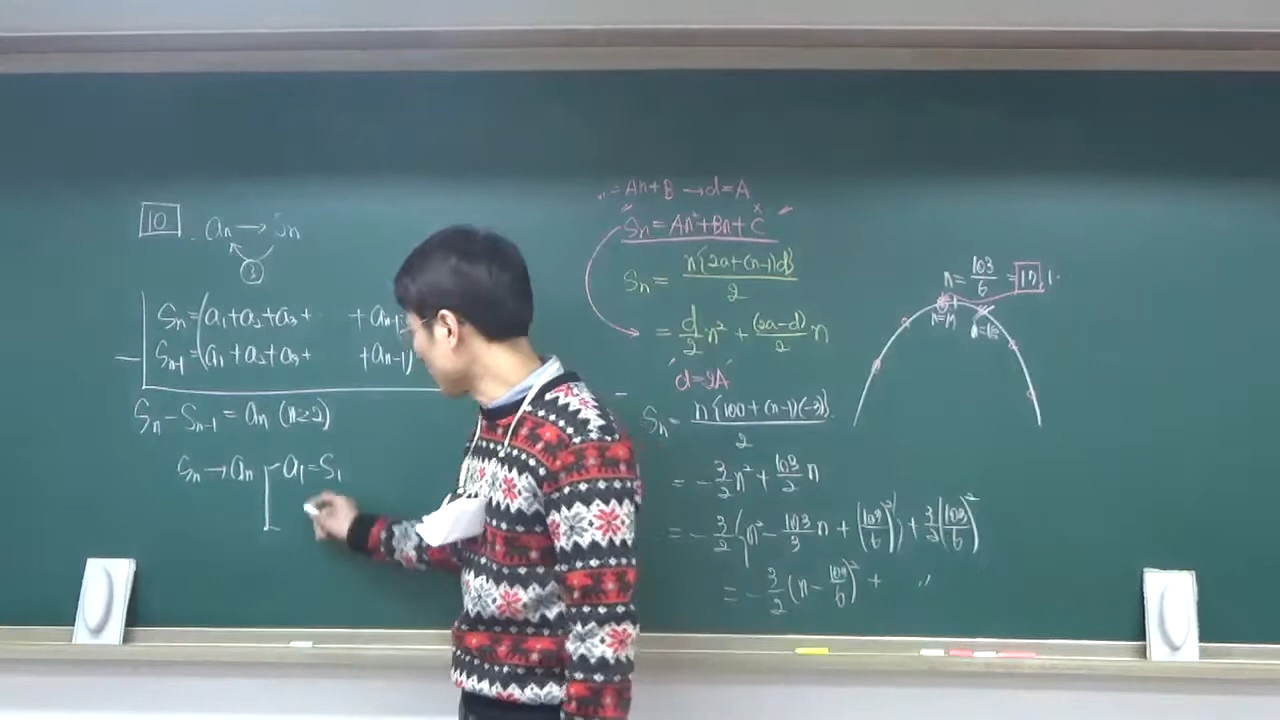 10
aₙ → Sₙ
③
Sₙ = (a₁+a₂+a₃+ + aₙ₋₁
Sₙ₋₁ = (a₁+a₂+a₃+ +aₙ₋₁)
Sₙ-Sₙ₋₁ = aₙ (n≥2)
Sₙ → aₙ
a₁=S₁
= An+B → d=A
Sₙ = An²+Bn+C
x
Sₙ = n{2a+(n-1)d}/2
= d/2 n² + (2a-d)/2 n
d=2A
Sₙ = n{100+(n-1)(-3)}/2
= -3/2 n² + 103/2 n
= -3/2 (n² - 103/3 n + (103/6)²) + 3/2 (103/6)²
= -3/2 (n - 103/6)² + 〃
n = 103/6 = 17.1
n=17
n=18